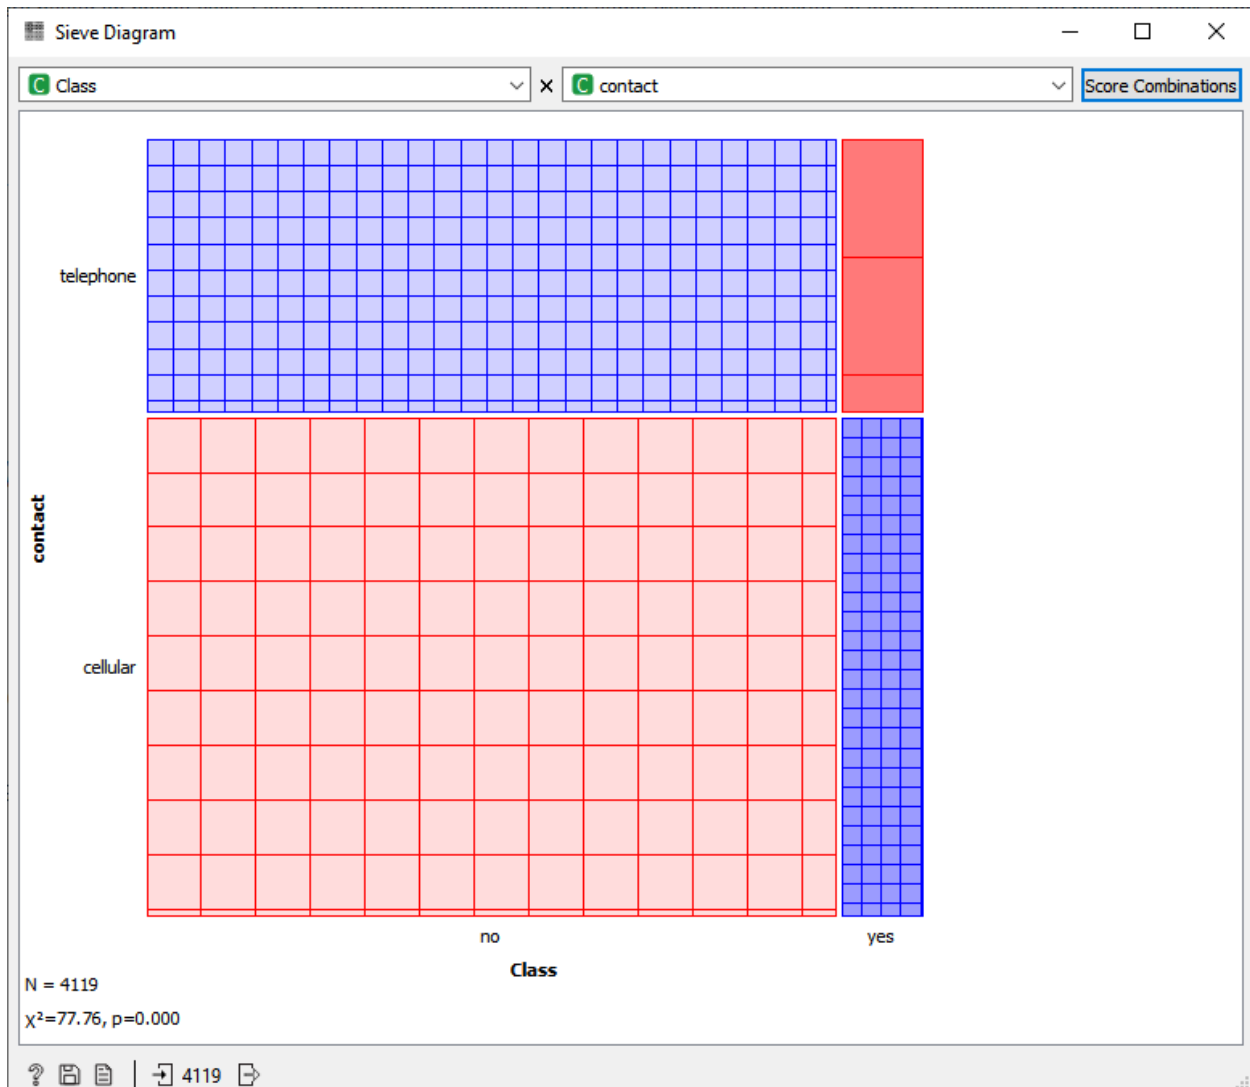 Sieve Diagram
C Class × C contact Score Combinations
telephone
contact
cellular
no yes
Class
N = 4119
χ²=77.76, p=0.000
? 4119